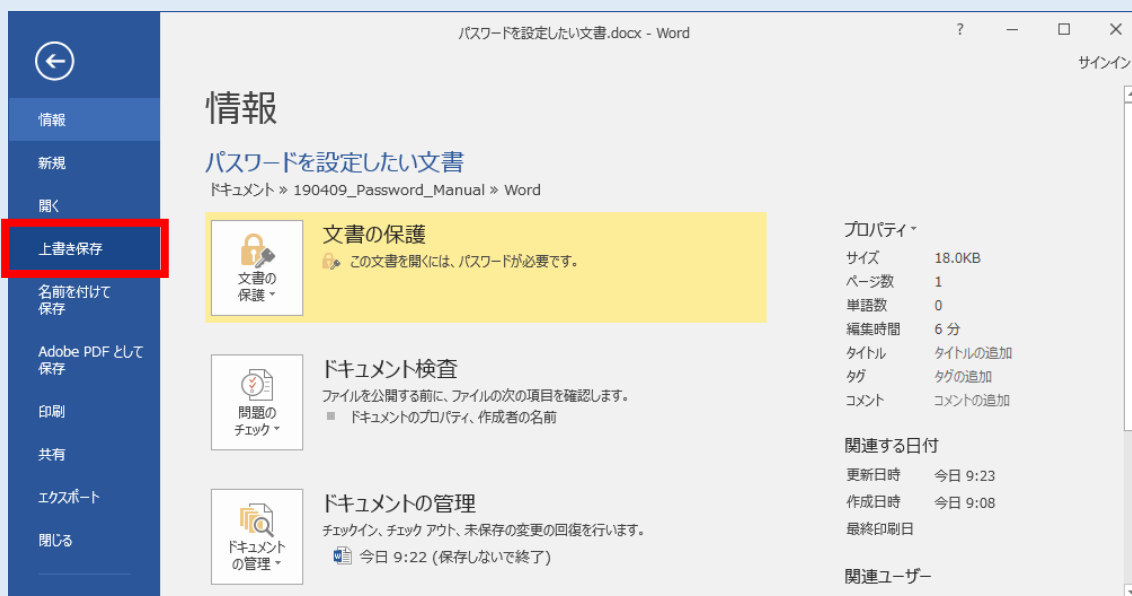 パスワードを設定したい文書.docx - Word
?
サインイン
情報
新規
開く
上書き保存
名前を付けて
保存
Adobe PDF として
保存
印刷
共有
エクスポート
閉じる
情報
パスワードを設定したい文書
ドキュメント » 190409_Password_Manual » Word
文書の
保護
文書の保護
この文書を開くには、パスワードが必要です。
問題の
チェック
ドキュメント検査
ファイルを公開する前に、ファイルの次の項目を確認します。
ドキュメントのプロパティ、作成者の名前
ドキュメント
の管理
ドキュメントの管理
チェックイン、チェック アウト、未保存の変更の回復を行います。
今日 9:22 (保存しないで終了)
プロパティ
サイズ 18.0KB
ページ数 1
単語数 0
編集時間 6 分
タイトル タイトルの追加
タグ タグの追加
コメント コメントの追加
関連する日付
更新日時 今日 9:23
作成日時 今日 9:08
最終印刷日
関連ユーザー